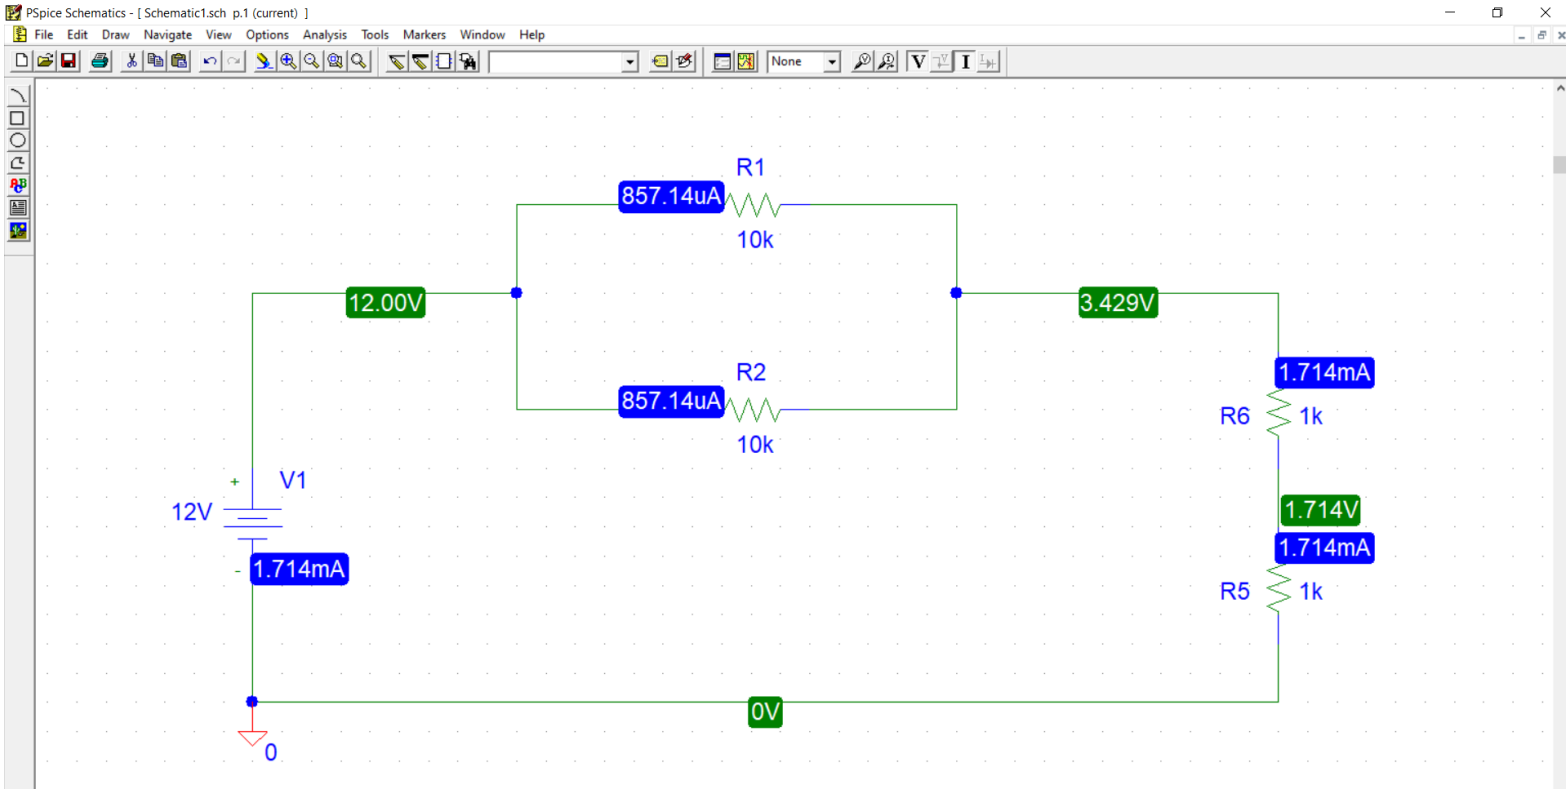 PSpice Schematics - [ Schematic1.sch p.1 (current) ]
File Edit Draw Navigate View Options Analysis Tools Markers Window Help
None V I
R1
857.14uA
10k
12.00V
3.429V
R2
857.14uA
10k
1.714mA
R6 1k
+ V1
12V
1.714V
1.714mA
- 1.714mA
R5 1k
0V
0